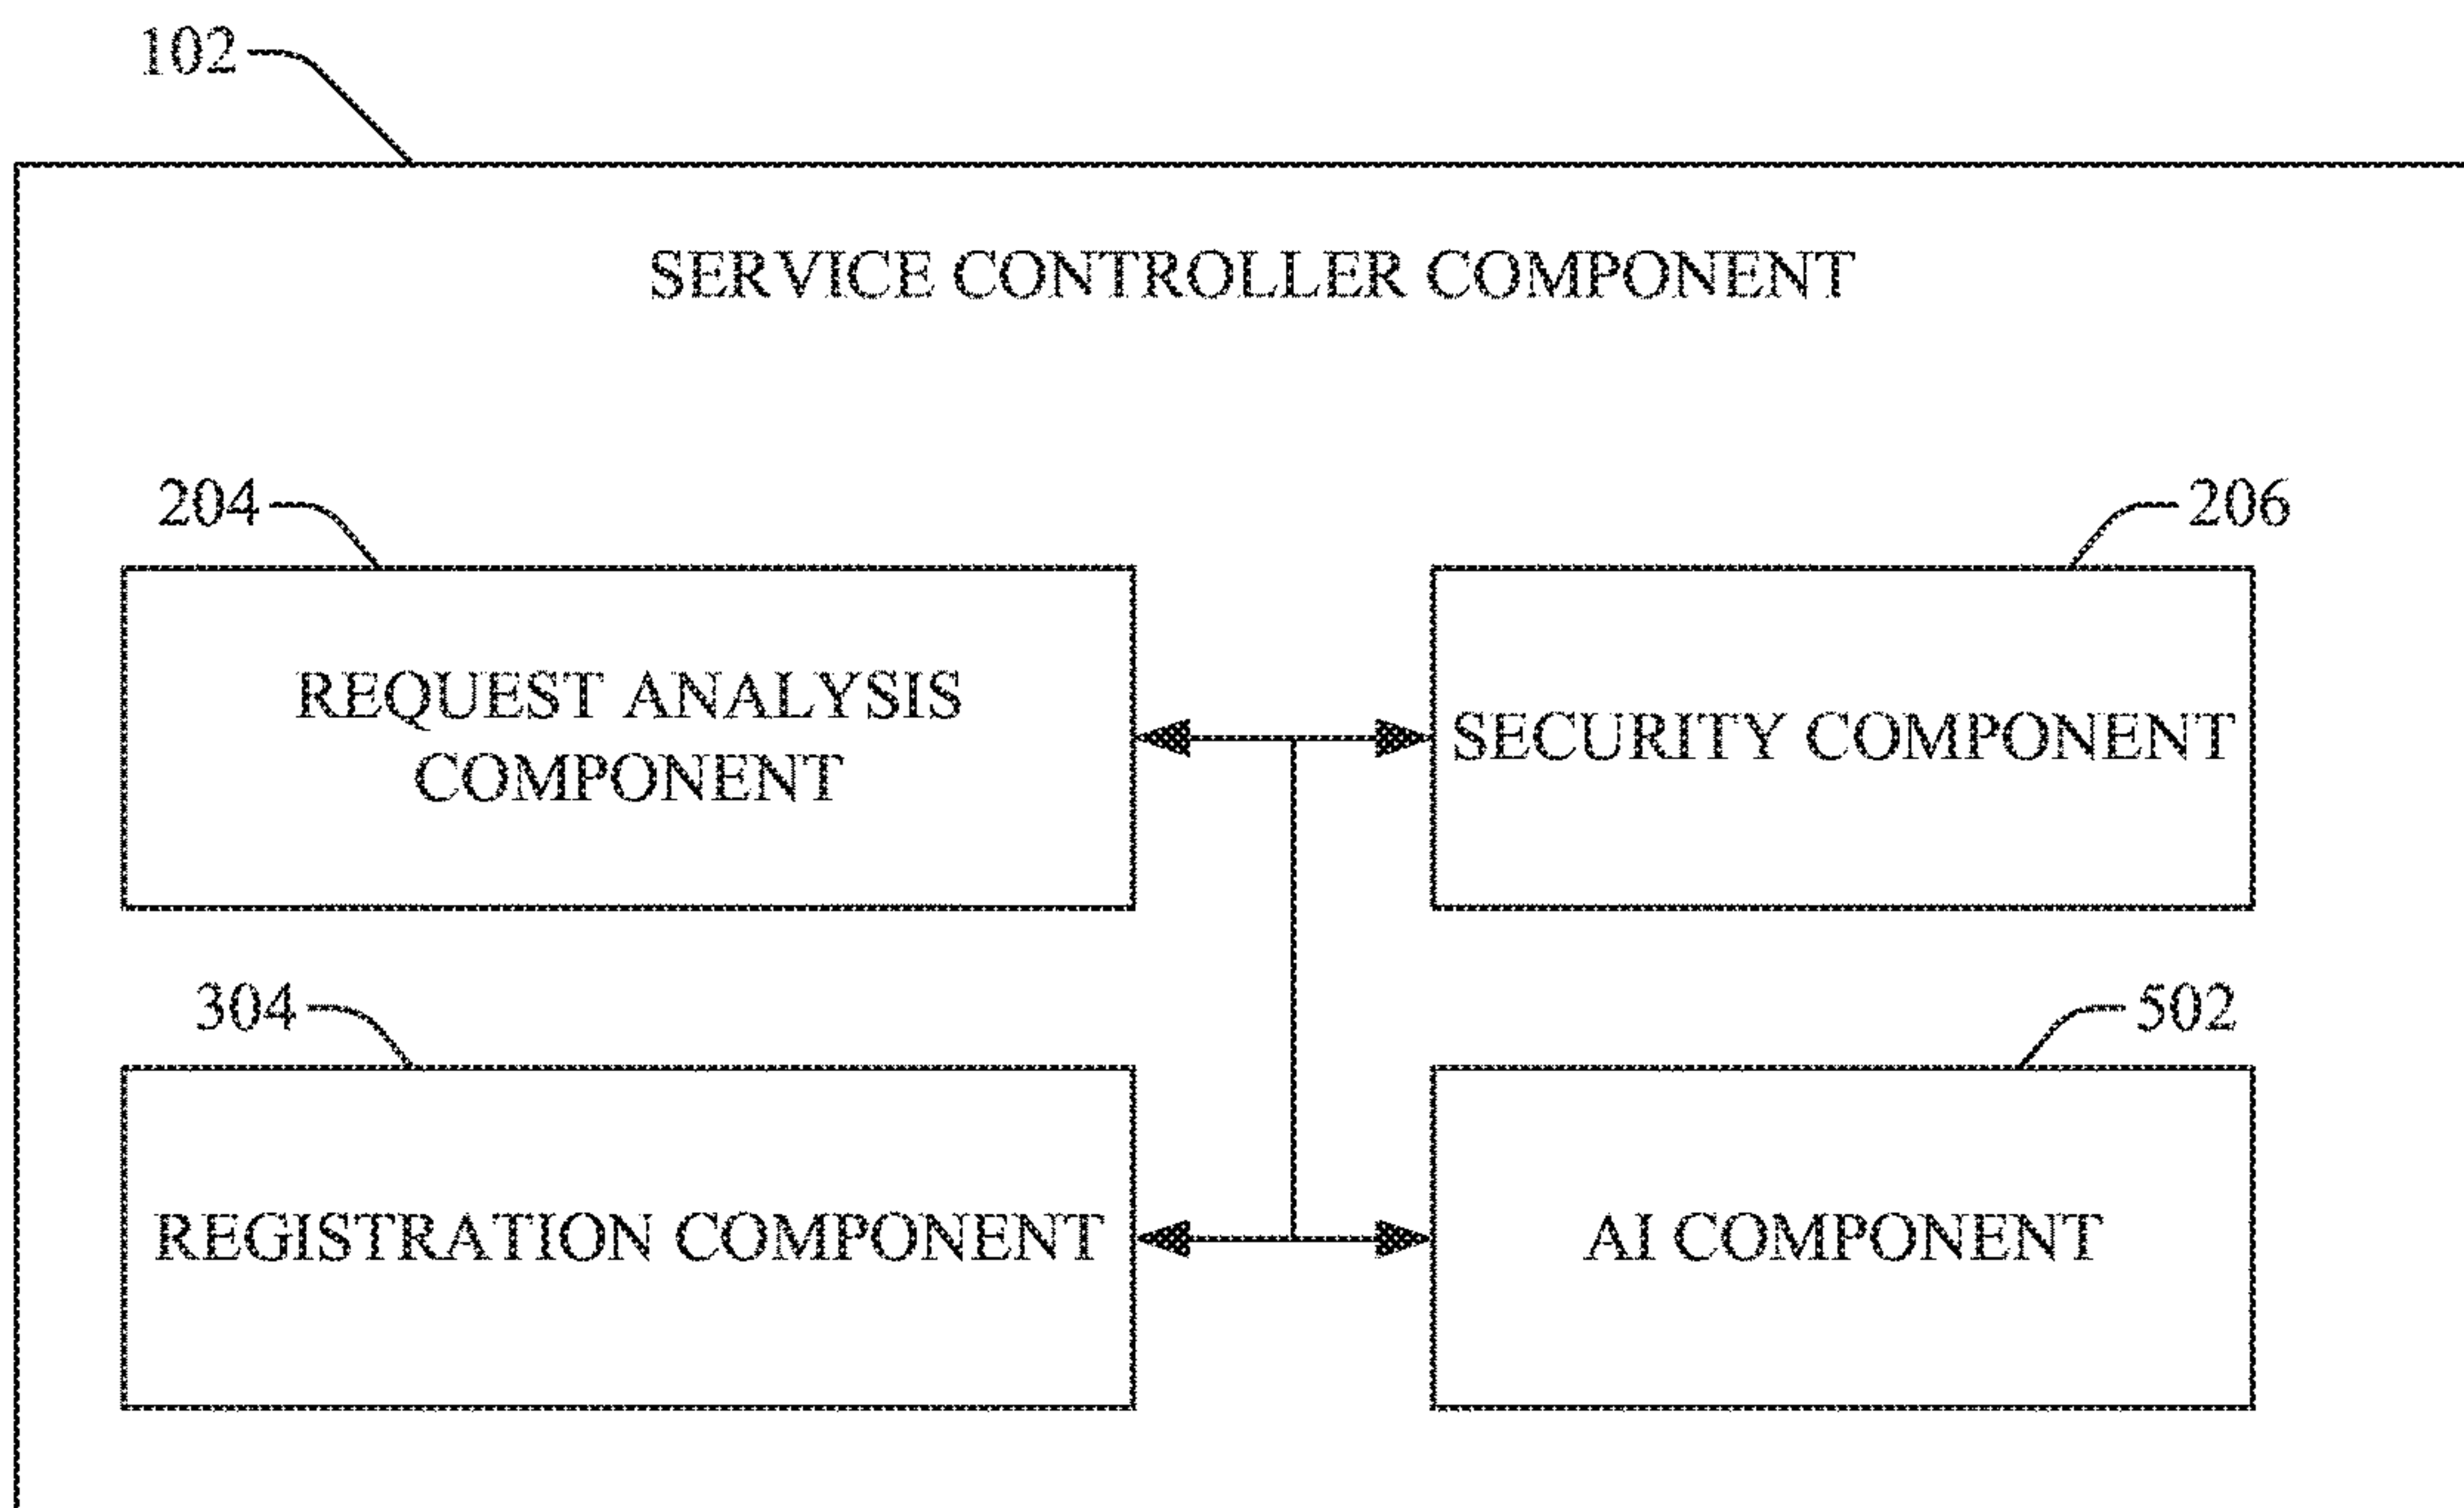 102
SERVICE CONTROLLER COMPONENT
204
206
REQUEST ANALYSIS
COMPONENT
SECURITY COMPONENT
304
502
REGISTRATION COMPONENT
AI COMPONENT